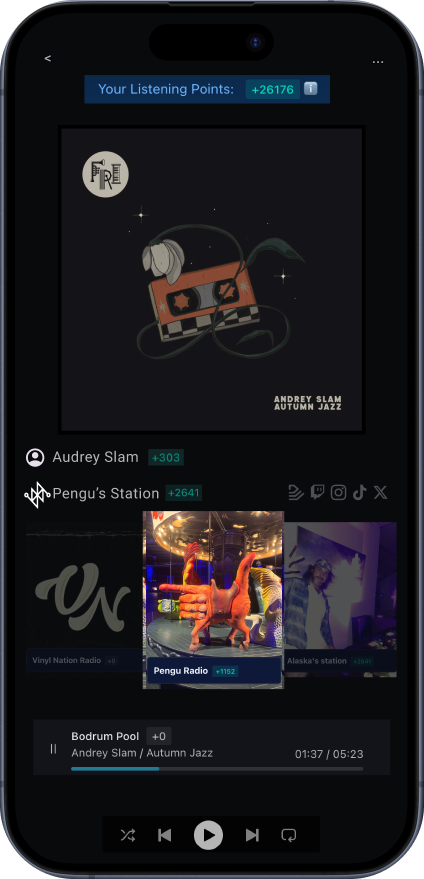 <
...
Your Listening Points: +26176 i
FRI
ANDREY SLAM
AUTUMN JAZZ
Audrey Slam +303
Pengu's Station +2641
VN
Vinyl Nation Radio +0
Pengu Radio +1152
Alaska's station +2641
Bodrum Pool +0
Andrey Slam / Autumn Jazz
01:37 / 05:23